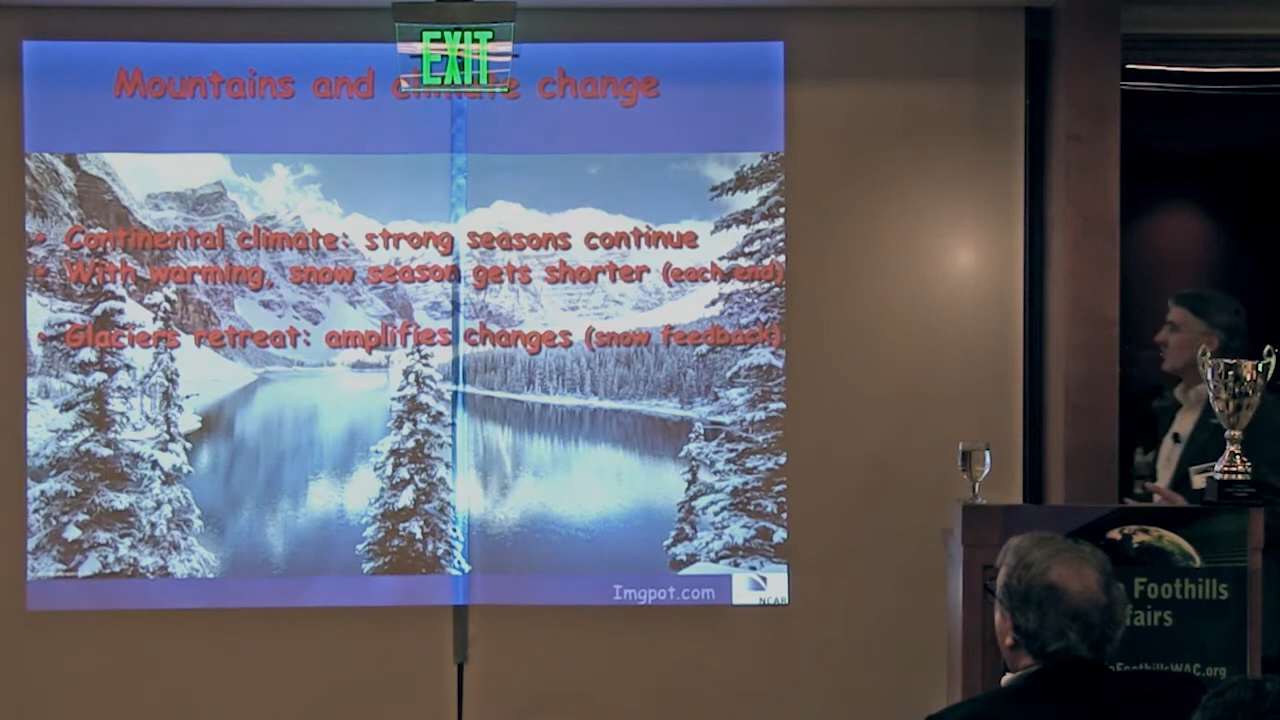 EXIT
Mountains and climate change
• Continental climate: strong seasons continue
• With warming, snow season gets shorter (each end)
• Glaciers retreat: amplifies changes (snow feedback)
Imgpot.com
NCAR
Foothills
fairs
FoothillsWAC.org